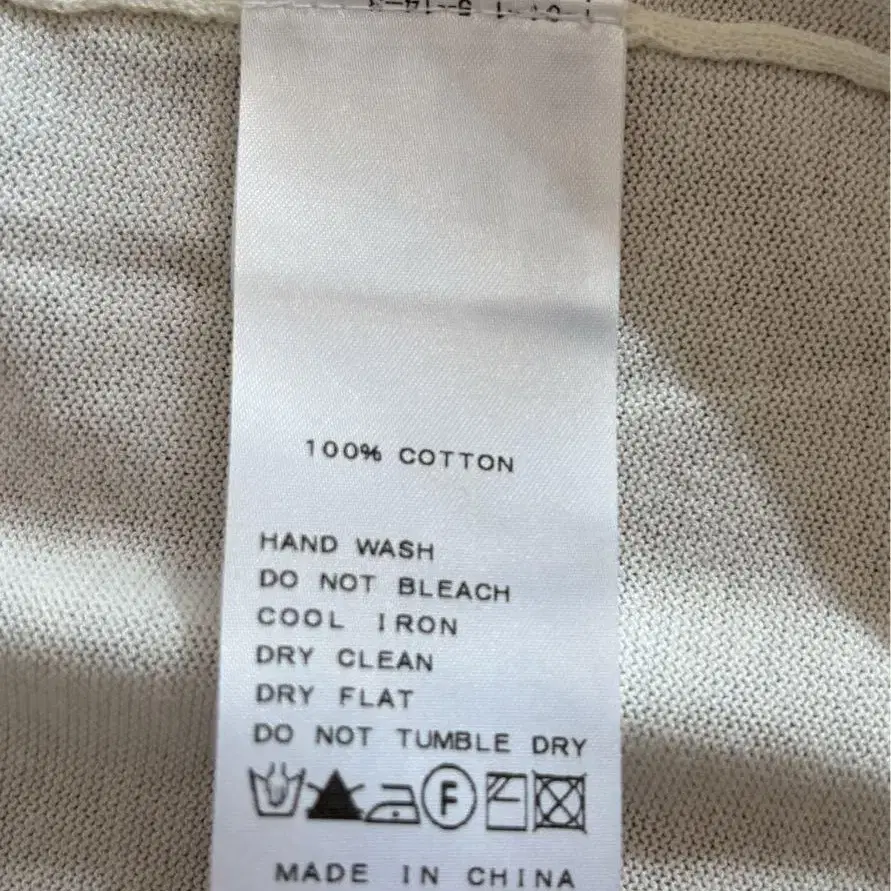 100% COTTON
HAND WASH
DO NOT BLEACH
COOL IRON
DRY CLEAN
DRY FLAT
DO NOT TUMBLE DRY
F
MADE IN CHINA